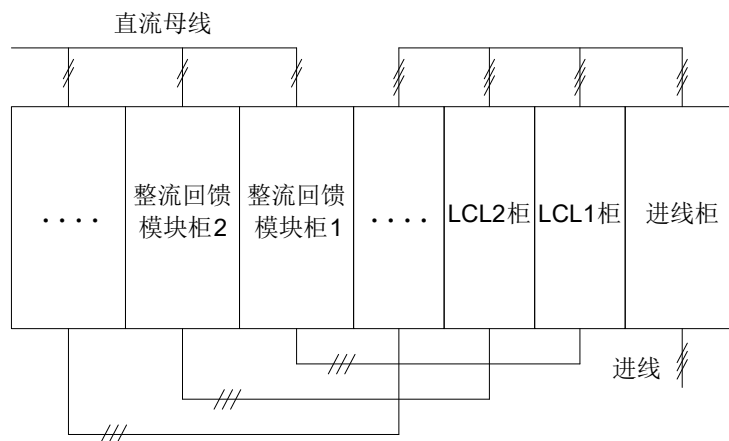 直流母线
....
整流回馈
模块柜2
整流回馈
模块柜1
....
LCL2柜
LCL1柜
进线柜
进线